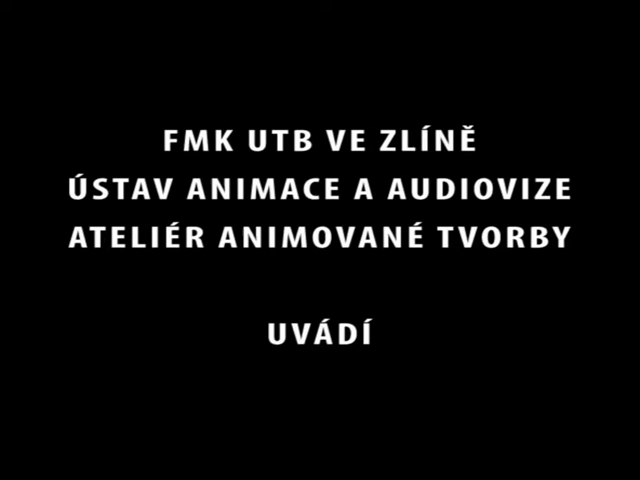 FMK UTB VE ZLÍNĚ
ÚSTAV ANIMACE A AUDIOVIZE
ATELIÉR ANIMOVANÉ TVORBY
UVÁDÍ